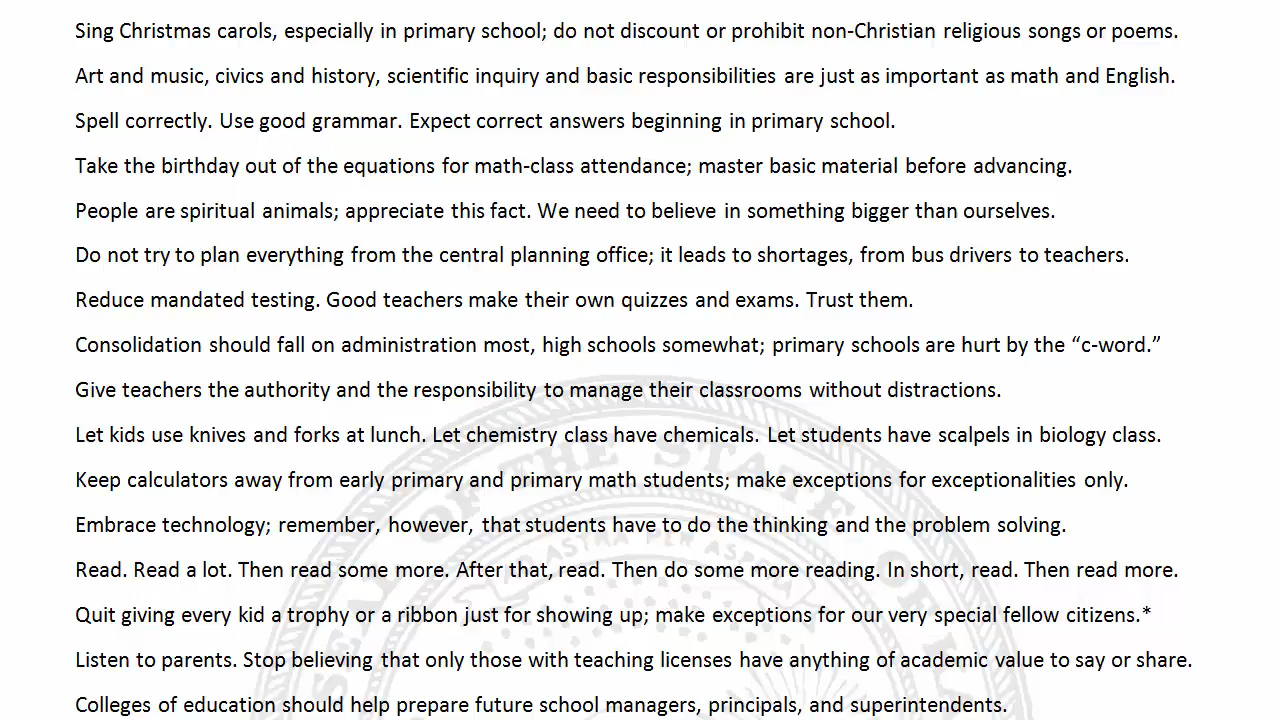 Sing Christmas carols, especially in primary school; do not discount or prohibit non-Christian religious songs or poems.
Art and music, civics and history, scientific inquiry and basic responsibilities are just as important as math and English.
Spell correctly. Use good grammar. Expect correct answers beginning in primary school.
Take the birthday out of the equations for math-class attendance; master basic material before advancing.
People are spiritual animals; appreciate this fact. We need to believe in something bigger than ourselves.
Do not try to plan everything from the central planning office; it leads to shortages, from bus drivers to teachers.
Reduce mandated testing. Good teachers make their own quizzes and exams. Trust them.
Consolidation should fall on administration most, high schools somewhat; primary schools are hurt by the “c-word.”
Give teachers the authority and the responsibility to manage their classrooms without distractions.
Let kids use knives and forks at lunch. Let chemistry class have chemicals. Let students have scalpels in biology class.
Keep calculators away from early primary and primary math students; make exceptions for exceptionalities only.
Embrace technology; remember, however, that students have to do the thinking and the problem solving.
Read. Read a lot. Then read some more. After that, read. Then do some more reading. In short, read. Then read more.
Quit giving every kid a trophy or a ribbon just for showing up; make exceptions for our very special fellow citizens.*
Listen to parents. Stop believing that only those with teaching licenses have anything of academic value to say or share.
Colleges of education should help prepare future school managers, principals, and superintendents.
SEAL OF THE STATE OF KA
AD ASTRA PER ASPERA